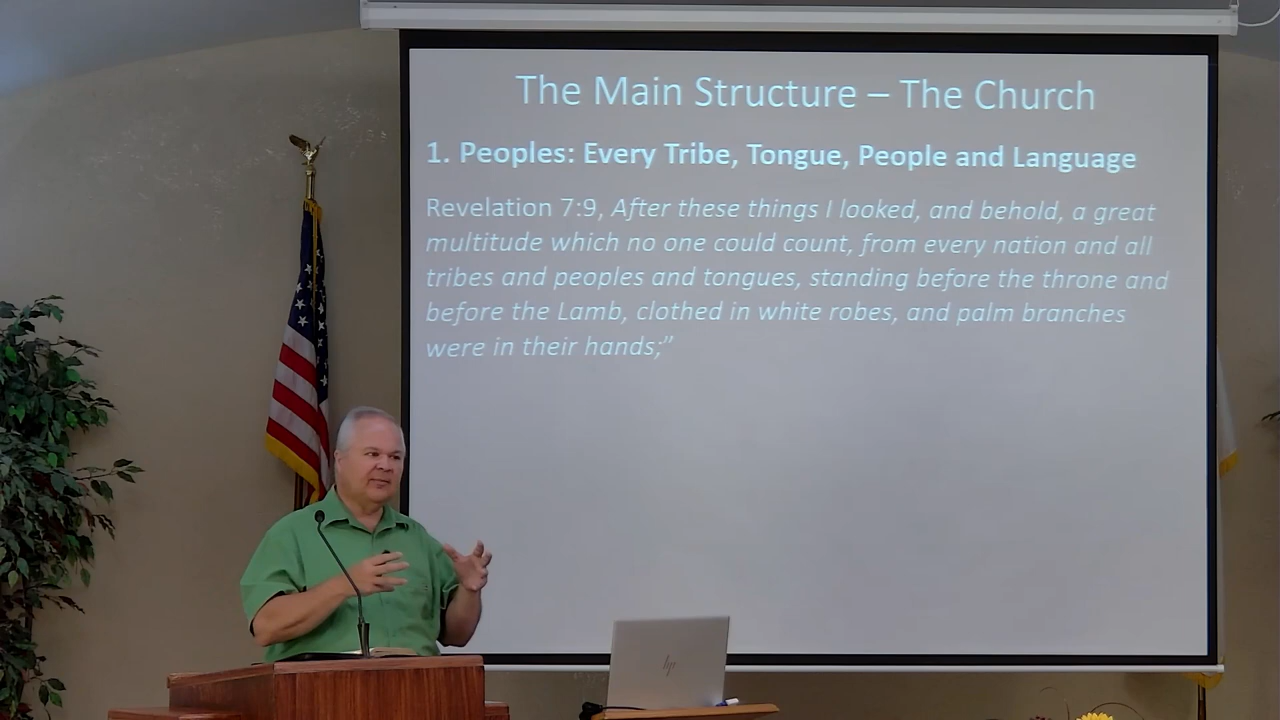 The Main Structure – The Church
1. Peoples: Every Tribe, Tongue, People and Language
Revelation 7:9, After these things I looked, and behold, a great
multitude which no one could count, from every nation and all
tribes and peoples and tongues, standing before the throne and
before the Lamb, clothed in white robes, and palm branches
were in their hands;”
hp